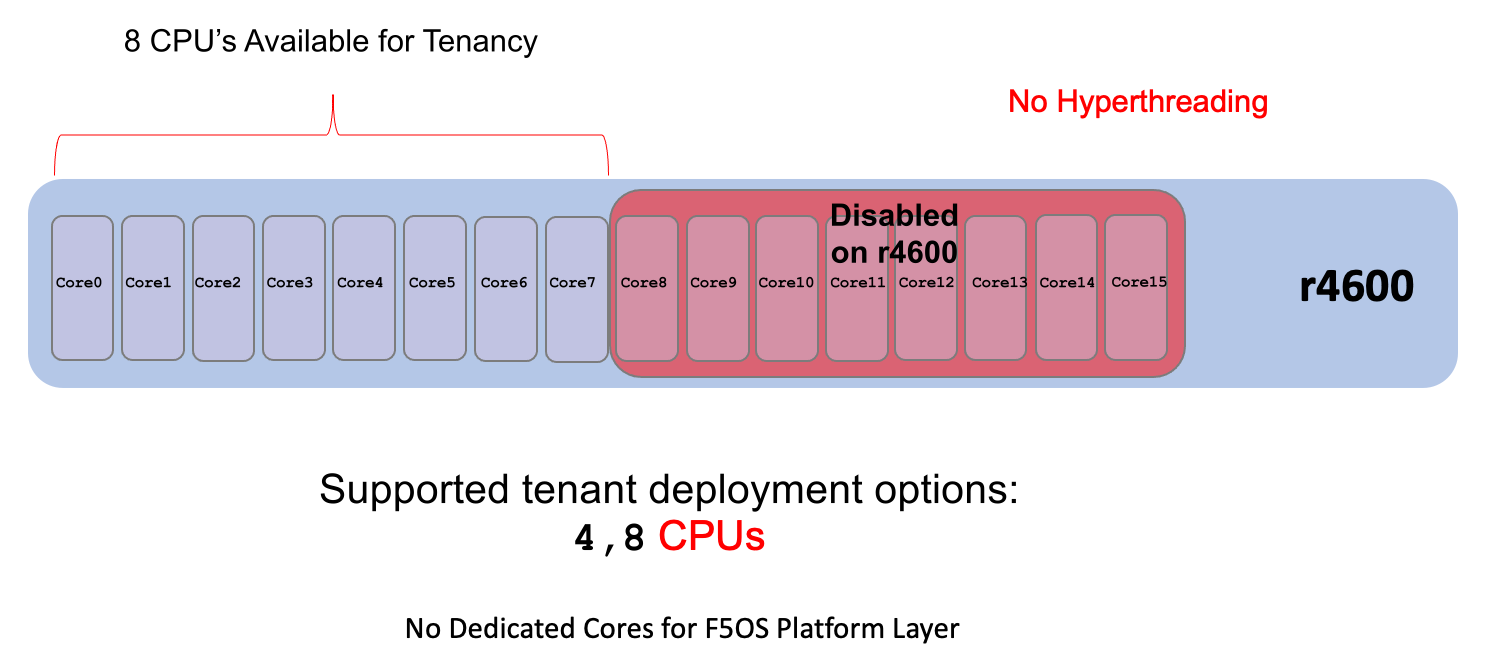 8 CPU’s Available for Tenancy
No Hyperthreading
Disabled
on r4600
Core0 Core1 Core2 Core3 Core4 Core5 Core6 Core7 Core8 Core9 Core10 Core11 Core12 Core13 Core14 Core15
r4600
Supported tenant deployment options:
4,8 CPUs
No Dedicated Cores for F5OS Platform Layer